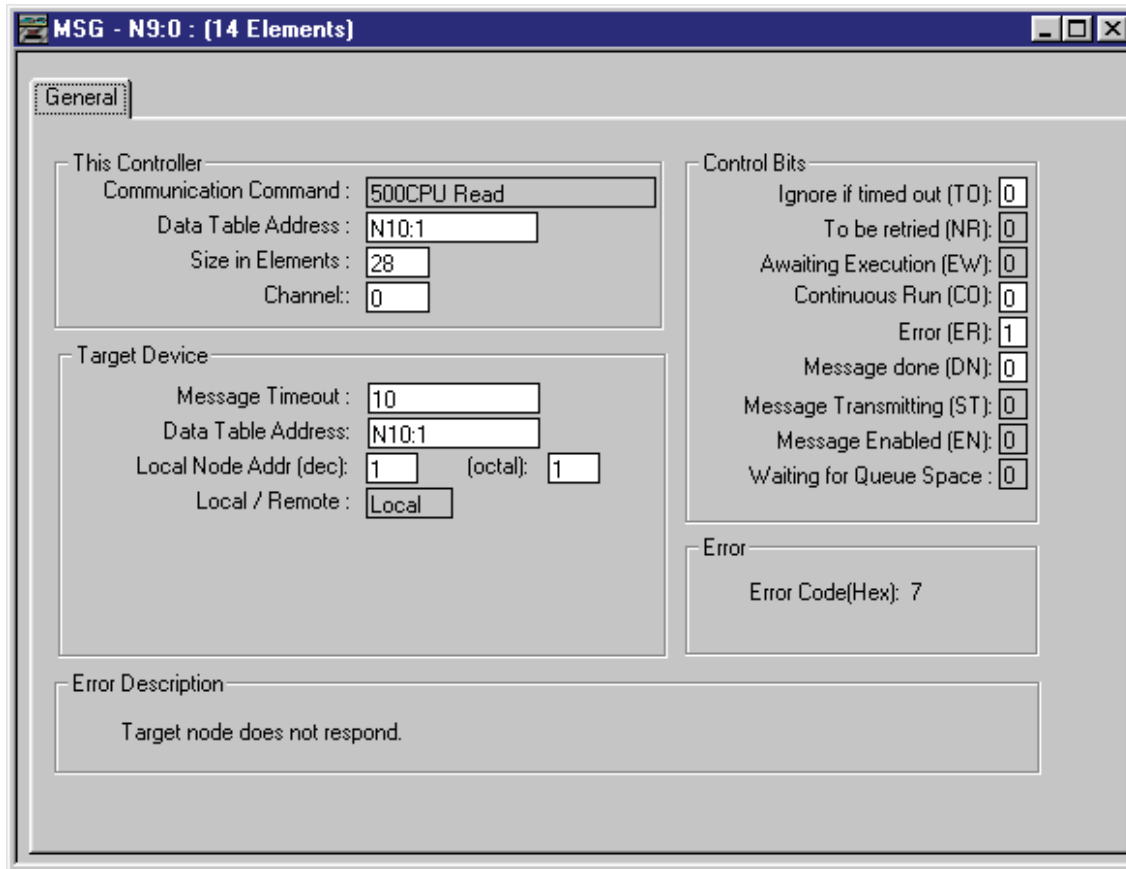 MSG - N9:0 : (14 Elements)
General
This Controller
Communication Command : 500CPU Read
Data Table Address : N10:1
Size in Elements : 28
Channel:: 0
Target Device
Message Timeout : 10
Data Table Address: N10:1
Local Node Addr (dec): 1 (octal): 1
Local / Remote : Local
Control Bits
Ignore if timed out (TO): 0
To be retried (NR): 0
Awaiting Execution (EW): 0
Continuous Run (CO): 0
Error (ER): 1
Message done (DN): 0
Message Transmitting (ST): 0
Message Enabled (EN): 0
Waiting for Queue Space : 0
Error
Error Code(Hex): 7
Error Description
Target node does not respond.